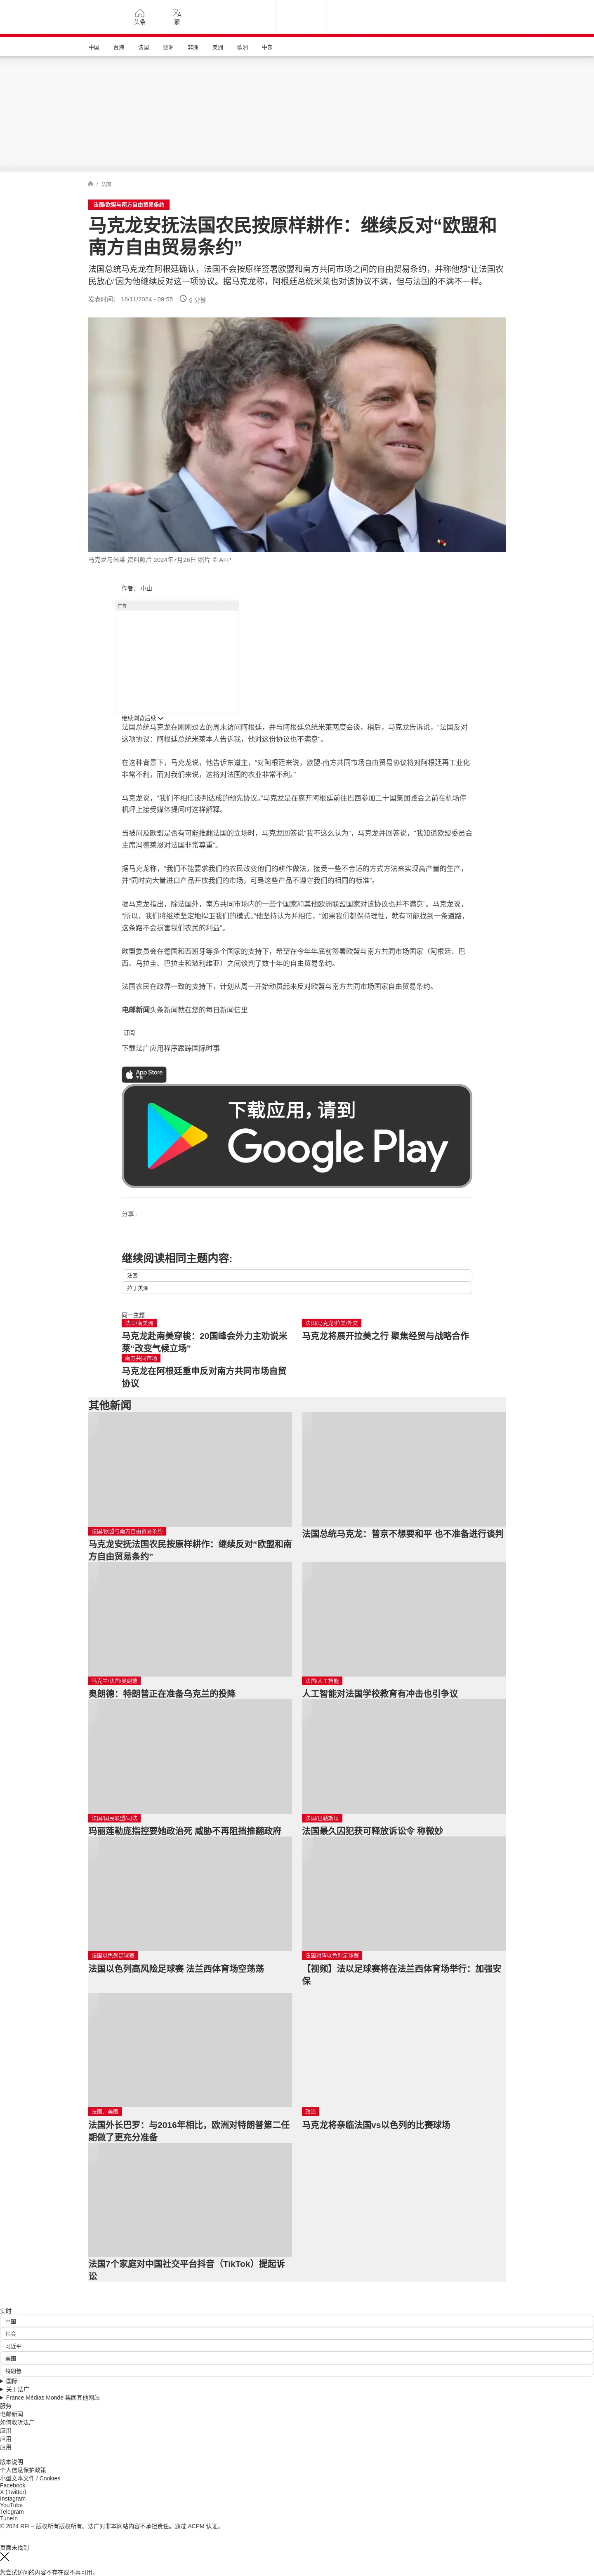 头条
繁
中国 台海 法国 亚洲 非洲 美洲 欧洲 中东
/ 法国
法国/欧盟与南方自由贸易条约
马克龙安抚法国农民按原样耕作：继续反对“欧盟和
南方自由贸易条约”
法国总统马克龙在阿根廷确认，法国不会按原样签署欧盟和南方共同市场之间的自由贸易条约，并称他想“让法国农
民放心”因为他继续反对这一项协议。据马克龙称，阿根廷总统米莱也对该协议不满，但与法国的不满不一样。
发表时间： 18/11/2024 - 09:55 5 分钟
马克龙与米莱 资料照片 2024年7月26日 照片 © AFP
作者： 小山
广告
继续浏览后续
法国总统马克龙在刚刚过去的周末访问阿根廷，并与阿根廷总统米莱两度会谈，稍后，马克龙告诉说，“法国反对
这项协议：阿根廷总统米莱本人告诉我，他对这份协议也不满意”。
在这种背景下，马克龙说，他告诉东道主，“对阿根廷来说，欧盟-南方共同市场自由贸易协议将对阿根廷再工业化
非常不利，而对我们来说，这将对法国的农业非常不利。”
马克龙说，“我们不相信谈判达成的预先协议。”马克龙是在离开阿根廷前往巴西参加二十国集团峰会之前在机场停
机坪上接受媒体提问时这样解释。
当被问及欧盟是否有可能推翻法国的立场时，马克龙回答说“我不这么认为”，马克龙并回答说，“我知道欧盟委员会
主席冯德莱恩对法国非常尊重”。
据马克龙称，“我们不能要求我们的农民改变他们的耕作做法，接受一些不合适的方式方法来实现高产量的生产，
并“同时向大量进口产品开放我们的市场，可是这些产品不遵守我们的相同的标准”。
据马克龙指出，除法国外，南方共同市场内的一些个国家和其他欧洲联盟国家对该协议也并不满意”。马克龙说，
“所以，我们将继续坚定地捍卫我们的模式。”他坚持认为并相信，“如果我们都保持理性，就有可能找到一条道路，
这条路不会损害我们农民的利益”。
欧盟委员会在德国和西班牙等多个国家的支持下，希望在今年年底前签署欧盟与南方共同市场国家（阿根廷、巴
西、乌拉圭、巴拉圭和玻利维亚）之间谈判了数十年的自由贸易条约。
法国农民在政界一致的支持下，计划从周一开始动员起来反对欧盟与南方共同市场国家自由贸易条约。
电邮新闻头条新闻就在您的每日新闻信里
订阅
下载法广应用程序跟踪国际时事
App Store
下载
下载应用，请到
Google Play
分享 :
继续阅读相同主题内容:
法国
拉丁美洲
同一主题
法国/南美洲
马克龙赴南美穿梭：20国峰会外力主劝说米
莱“改变气候立场”
法国/马克龙/拉美/外交
马克龙将展开拉美之行 聚焦经贸与战略合作
南方共同市场
马克龙在阿根廷重申反对南方共同市场自贸
协议
其他新闻
法国/欧盟与南方自由贸易条约
马克龙安抚法国农民按原样耕作：继续反对“欧盟和南
方自由贸易条约”
法国总统马克龙：普京不想要和平 也不准备进行谈判
乌克兰/法国/奥朗德
奥朗德：特朗普正在准备乌克兰的投降
法国/人工智能
人工智能对法国学校教育有冲击也引争议
法国/国民联盟/司法
玛丽莲勒庞指控要她政治死 威胁不再阻挡推翻政府
法国/巴勒斯坦
法国最久囚犯获可释放诉讼令 称微妙
法国以色列足球赛
法国以色列高风险足球赛 法兰西体育场空荡荡
法国对阵以色列足球赛
【视频】法以足球赛将在法兰西体育场举行：加强安
保
法国、美国
法国外长巴罗：与2016年相比，欧洲对特朗普第二任
期做了更充分准备
政治
马克龙将亲临法国vs以色列的比赛球场
法国7个家庭对中国社交平台抖音（TikTok）提起诉
讼
实时
中国
社会
习近平
美国
特朗普
国际
关于法广
France Médias Monde 集团其他网站
服务
电邮新闻
如何收听法广
应用
应用
应用
版本说明
个人信息保护政策
小型文本文件 / Cookies
Facebook
X (Twitter)
Instagram
YouTube
Telegram
TuneIn
© 2024 RFI – 版权所有版权所有。法广对非本网站内容不承担责任。通过 ACPM 认证。
页面未找到
您尝试访问的内容不存在或不再可用。